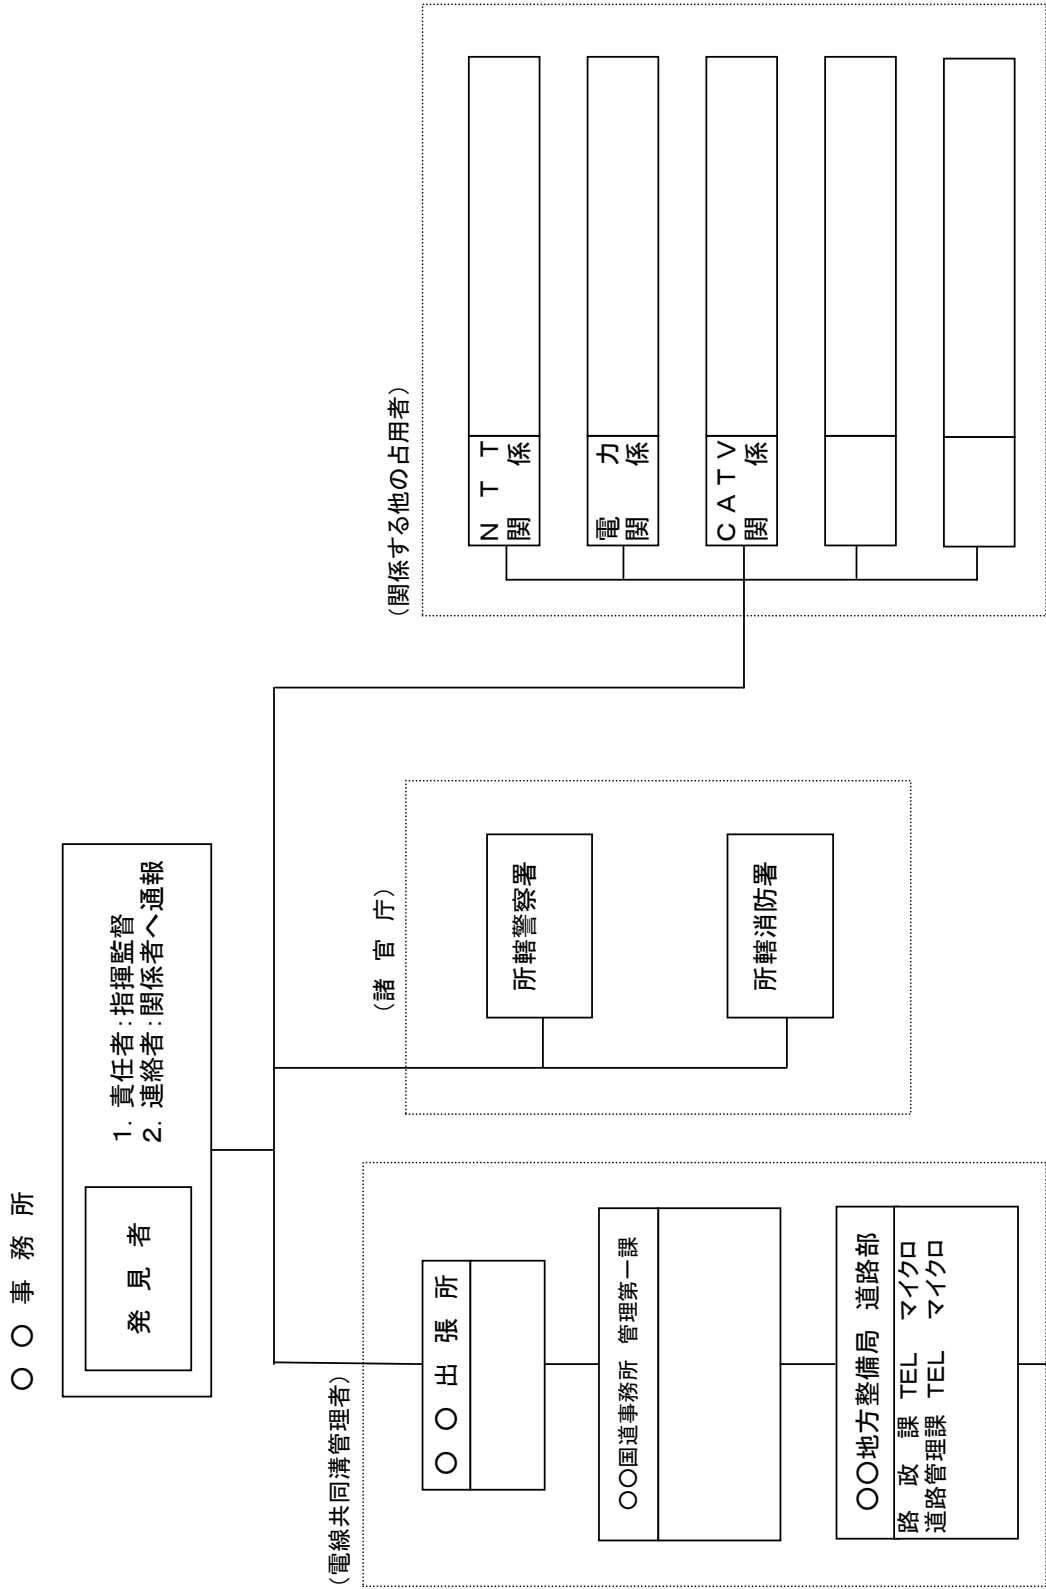 〇 〇 事 務 所
発 見 者
1. 責任者:指揮監督
2. 連絡者:関係者へ通報
(電線共同溝管理者)
〇 〇 出 張 所
〇〇国道事務所 管理第一課
〇〇地方整備局 道路部
路 政 課 TEL マイクロ
道路管理課 TEL マイクロ
(諸 官 庁)
所轄警察署
所轄消防署
(関係する他の占用者)
N T T
関 係
電 力
関 係
C A T V
関 係